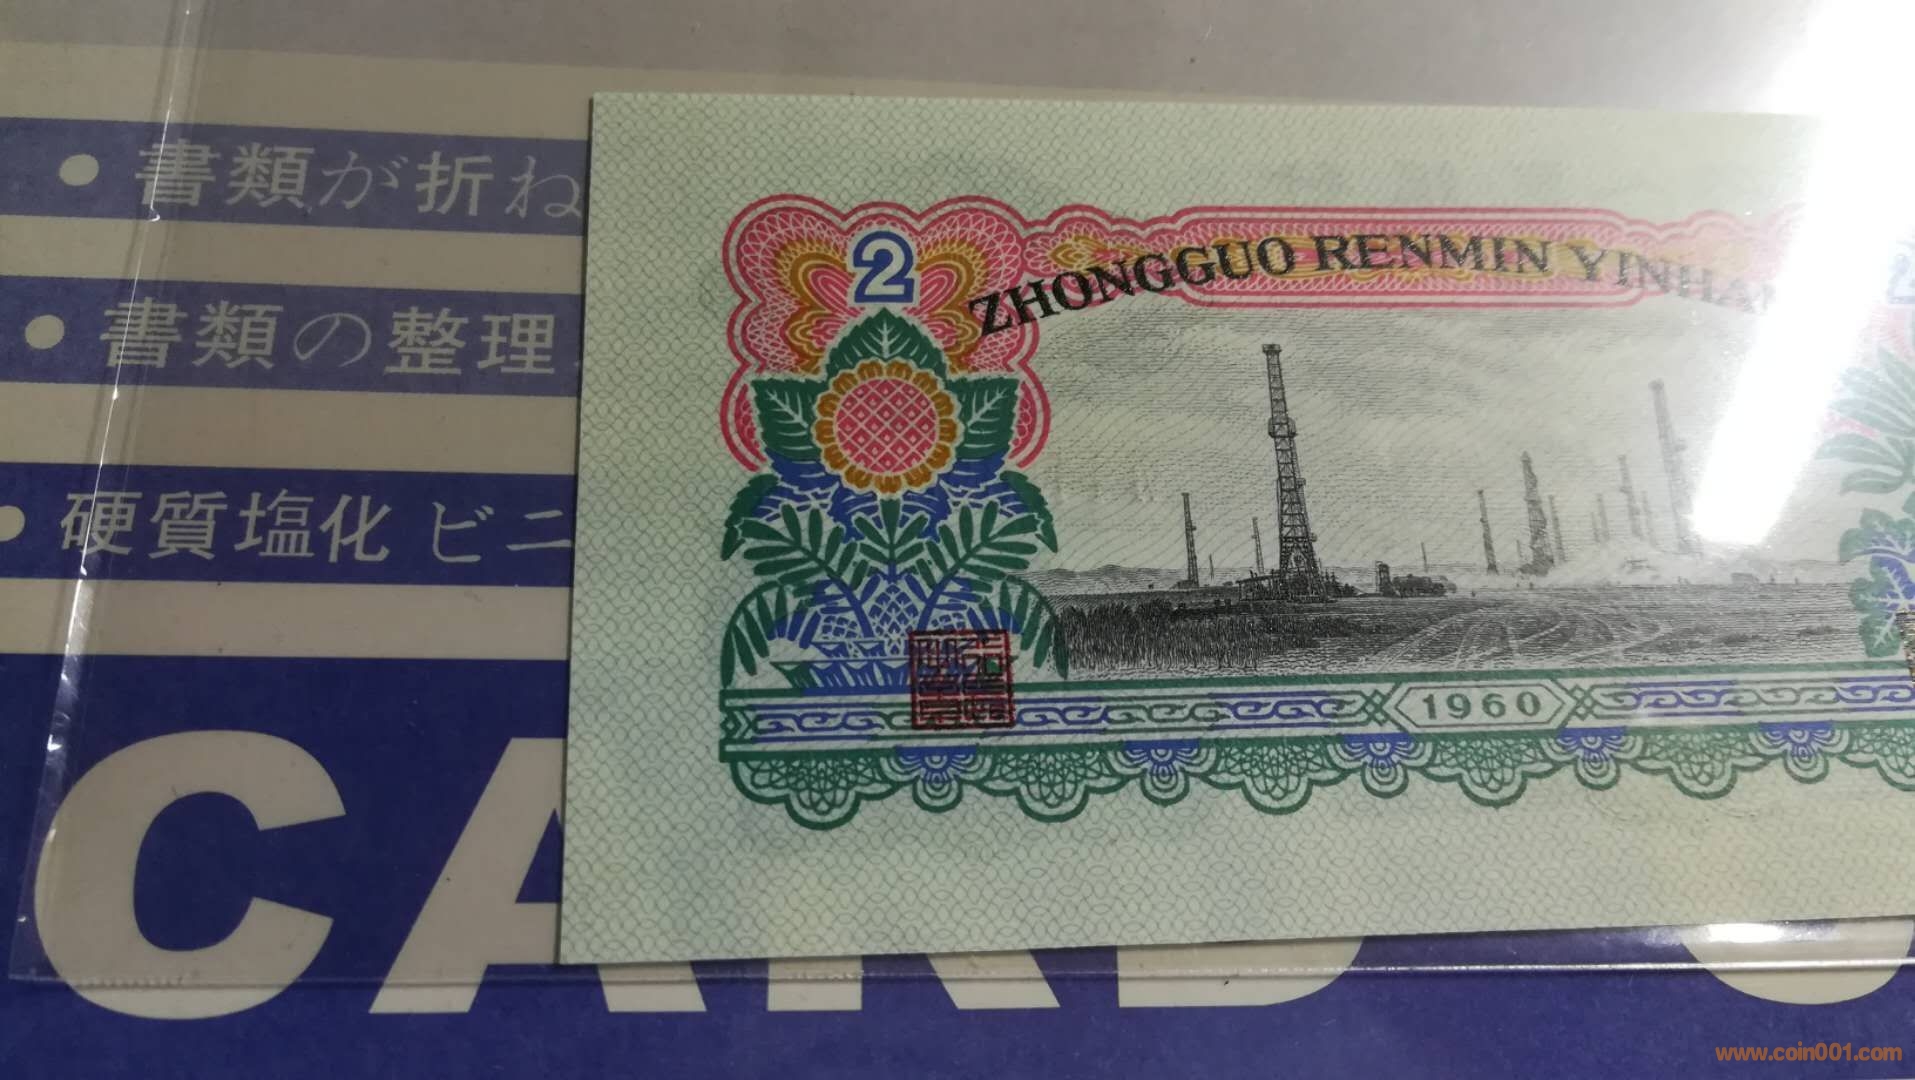 • 書類が折ね
• 書類の整理
• 硬質塩化ビニ
2
ZHONGGUO RENMIN YINHA
1960
CARD
www.coin001.com